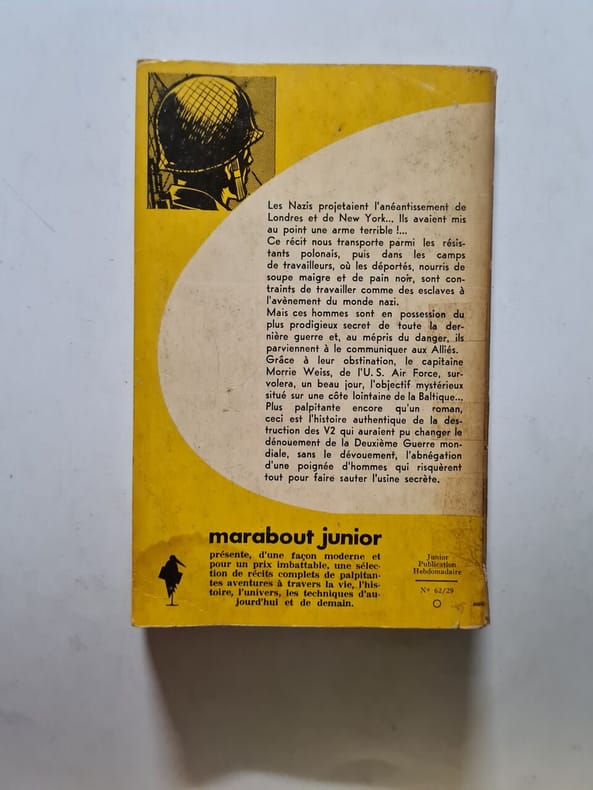 Les Nazis projetaient l'anéantissement de
Londres et de New York... Ils avaient mis
au point une arme terrible !...
Ce récit nous transporte parmi les résis-
tants polonais, puis dans les camps
de travailleurs, où les déportés, nourris de
soupe maigre et de pain noir, sont con-
traints de travailler comme des esclaves à
l'avènement du monde nazi.
Mais ces hommes sont en possession du
plus prodigieux secret de toute la der-
nière guerre et, au mépris du danger, ils
parviennent à le communiquer aux Alliés.
Grâce à leur obstination, le capitaine
Morrie Weiss, de l'U. S. Air Force, sur-
volera, un beau jour, l'objectif mystérieux
situé sur une côte lointaine de la Baltique...
Plus palpitante encore qu'un roman,
ceci est l'histoire authentique de la des-
truction des V2 qui auraient pu changer le
dénouement de la Deuxième Guerre mon-
diale, sans le dévouement, l'abnégation
d'une poignée d'hommes qui risquèrent
tout pour faire sauter l'usine secrète.
marabout junior
présente, d'une façon moderne et
pour un prix imbattable, une sélec-
tion de récits complets de palpitan-
tes aventures à travers la vie, l'his-
toire, l'univers, les techniques d'au-
jourd'hui et de demain.
Junior
Publication
Hebdomadaire
N° 62/29